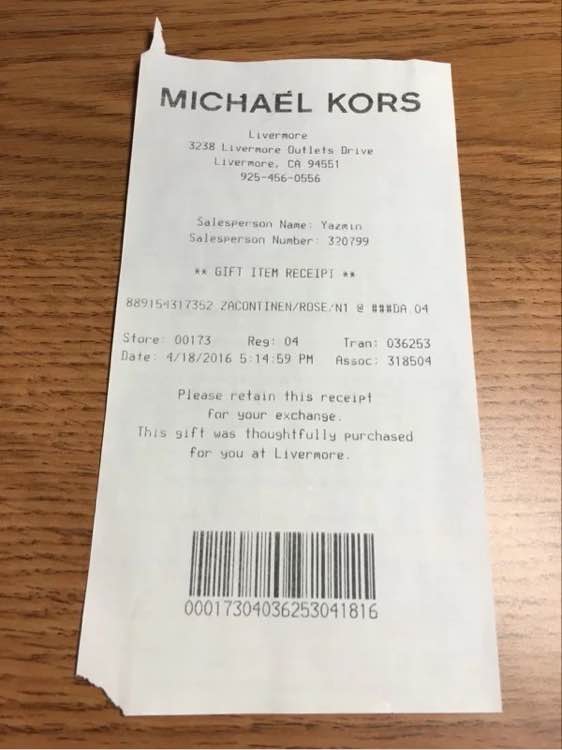 MICHAEL KORS
Livermore
3238 Livermore Outlets Drive
Livermore, CA 94551
925-456-0556
Salesperson Name: Yazmin
Salesperson Number: 320799
** GIFT ITEM RECEIPT **
889154317352 ZACONTINEN/ROSE/N1 @ ###DA.04
Store: 00173 Reg: 04 Tran: 036253
Date: 4/18/2016 5:14:59 PM Assoc: 318504
Please retain this receipt
for your exchange.
This gift was thoughtfully purchased
for you at Livermore.
00017304036253041816